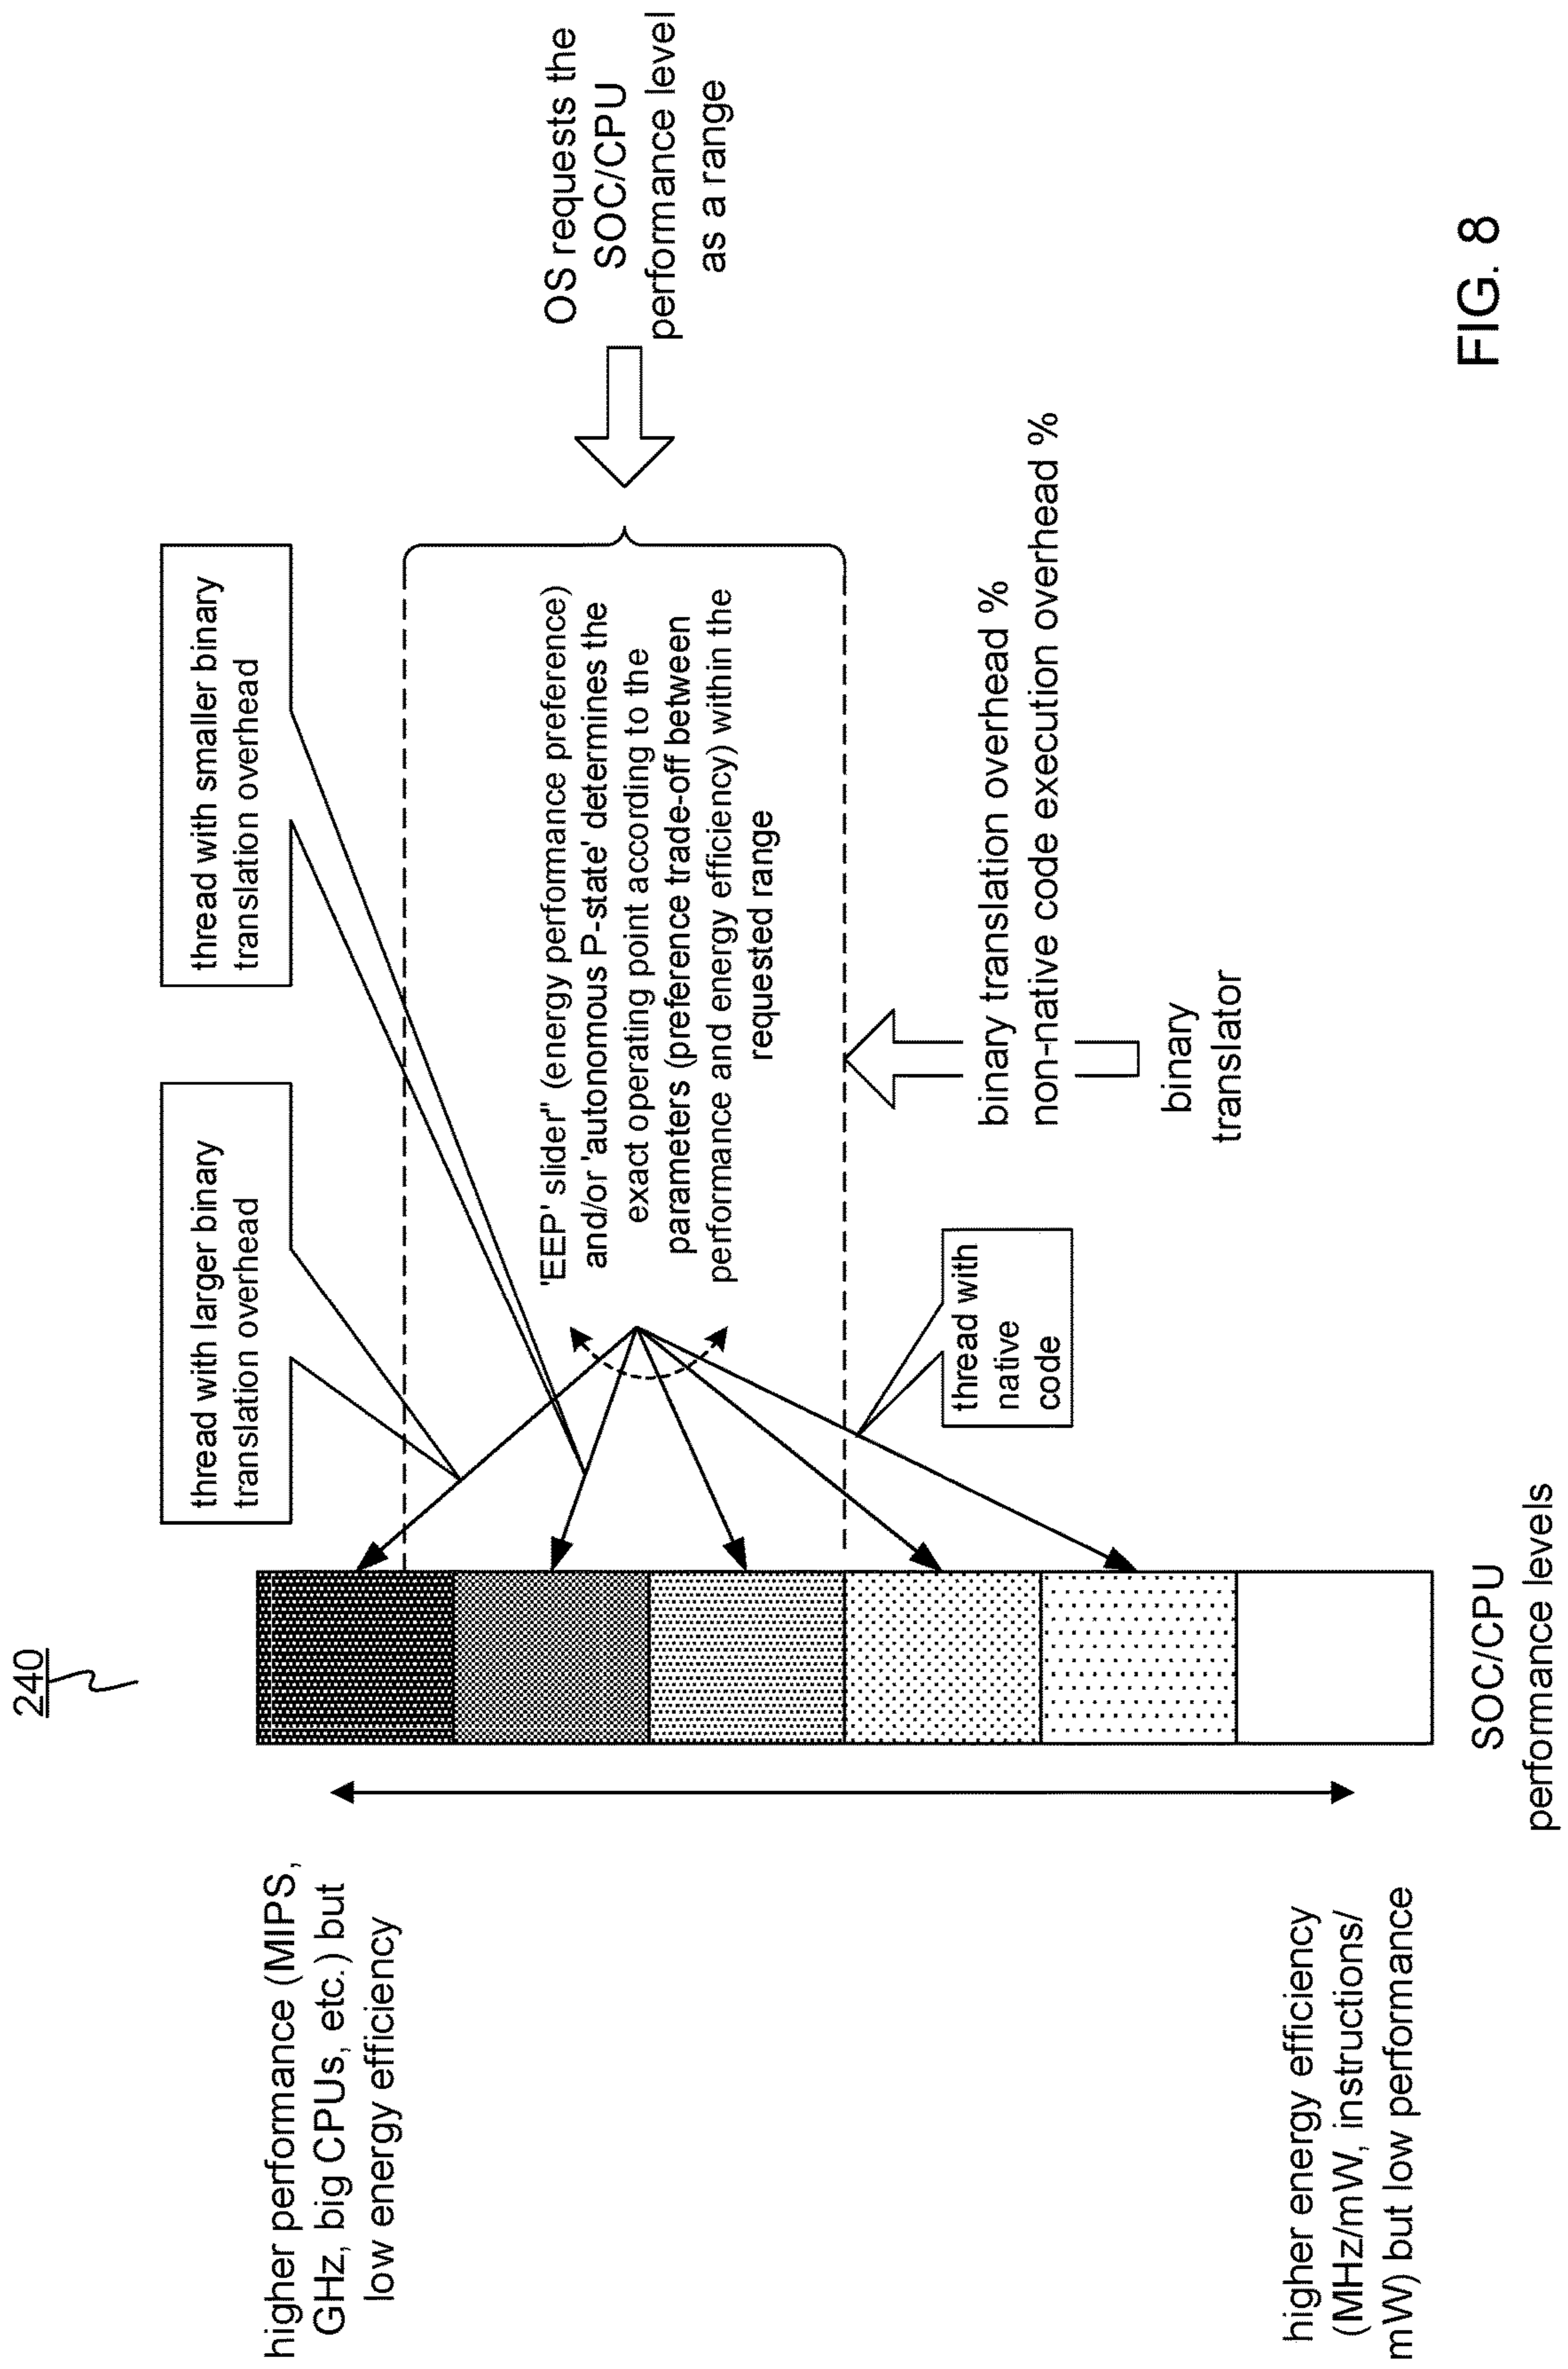 240
higher performance (MIPS,
GHz, big CPUs, etc.) but
low energy efficiency
higher energy efficiency
(MHz/mW, instructions/
mW) but low performance
SOC/CPU
performance levels
thread with larger binary
translation overhead
thread with smaller binary
translation overhead
'EEP' slider" (energy performance preference)
and/or 'autonomous P-state' determines the
exact operating point according to the
parameters (preference trade-off between
performance and energy efficiency) within the
requested range
thread with
native
code
binary translation overhead %
non-native code execution overhead %
binary
translator
OS requests the
SOC/CPU
performance level
as a range
FIG. 8